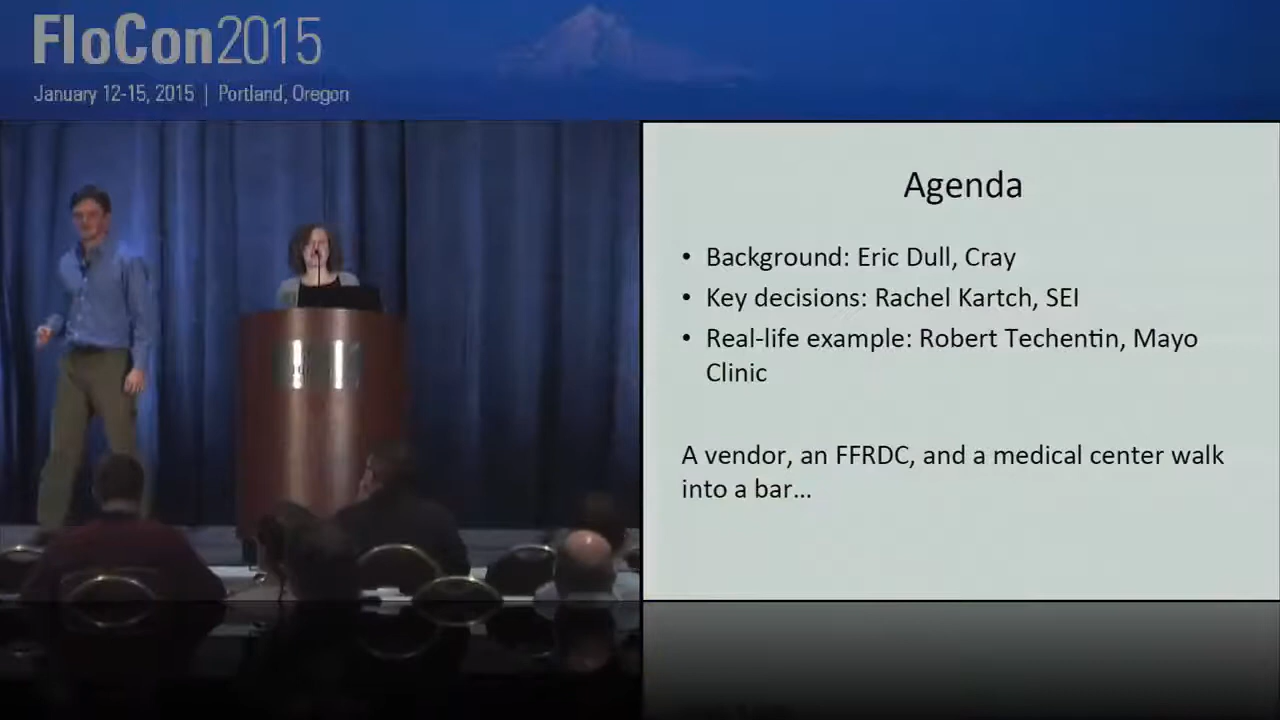 FloCon2015
January 12-15, 2015 | Portland, Oregon
Agenda
• Background: Eric Dull, Cray
• Key decisions: Rachel Kartch, SEI
• Real-life example: Robert Techentin, Mayo
Clinic
A vendor, an FFRDC, and a medical center walk
into a bar...